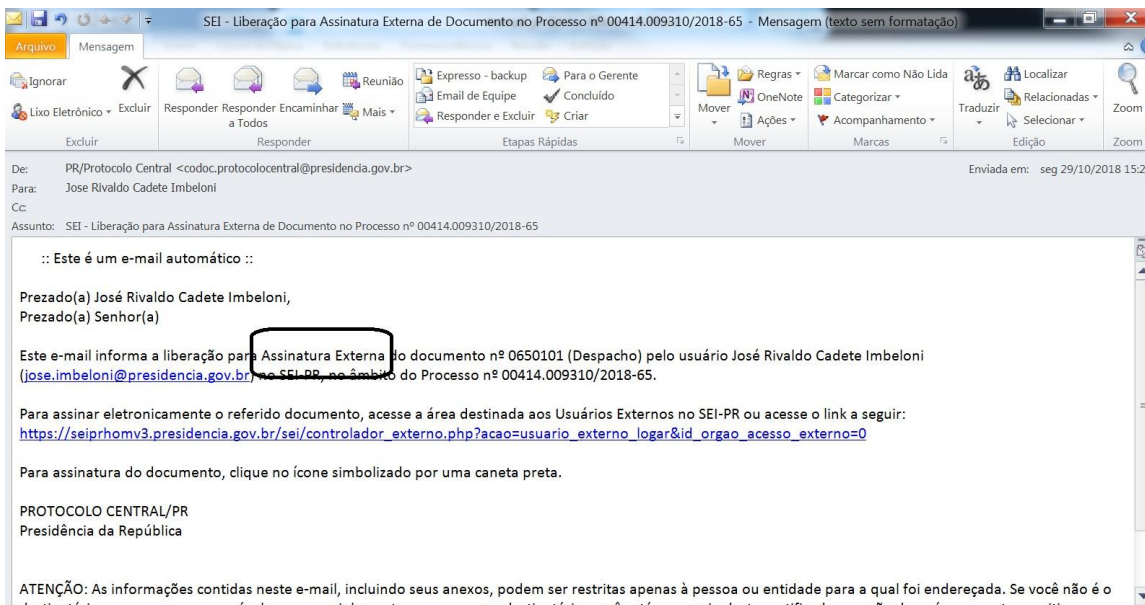 SEI - Liberação para Assinatura Externa de Documento no Processo nº 00414.009310/2018-65 - Mensagem (texto sem formatação)
Arquivo Mensagem
Ignorar
Lixo Eletrônico
Excluir
Responder
Responder a Todos
Encaminhar
Reunião
Mais
Expresso - backup
Email de Equipe
Responder e Excluir
Para o Gerente
Concluído
Criar
Mover
Regras
OneNote
Ações
Marcar como Não Lida
Categorizar
Acompanhamento
Traduzir
Localizar
Relacionadas
Selecionar
Zoom
Excluir Responder Etapas Rápidas Mover Marcas Edição Zoom
De: PR/Protocolo Central <codoc.protocolocentral@presidencia.gov.br> Enviada em: seg 29/10/2018 15:2
Para: Jose Rivaldo Cadete Imbeloni
Cc:
Assunto: SEI - Liberação para Assinatura Externa de Documento no Processo nº 00414.009310/2018-65
:: Este é um e-mail automático ::
Prezado(a) José Rivaldo Cadete Imbeloni,
Prezado(a) Senhor(a)
Este e-mail informa a liberação para Assinatura Externa do documento nº 0650101 (Despacho) pelo usuário José Rivaldo Cadete Imbeloni
(jose.imbeloni@presidencia.gov.br) no SEI-PR, no âmbito do Processo nº 00414.009310/2018-65.
Para assinar eletronicamente o referido documento, acesse a área destinada aos Usuários Externos no SEI-PR ou acesse o link a seguir:
https://seiprhomv3.presidencia.gov.br/sei/controlador_externo.php?acao=usuario_externo_logar&id_orgao_acesso_externo=0
Para assinatura do documento, clique no ícone simbolizado por uma caneta preta.
PROTOCOLO CENTRAL/PR
Presidência da República
ATENÇÃO: As informações contidas neste e-mail, incluindo seus anexos, podem ser restritas apenas à pessoa ou entidade para a qual foi endereçada. Se você não é o